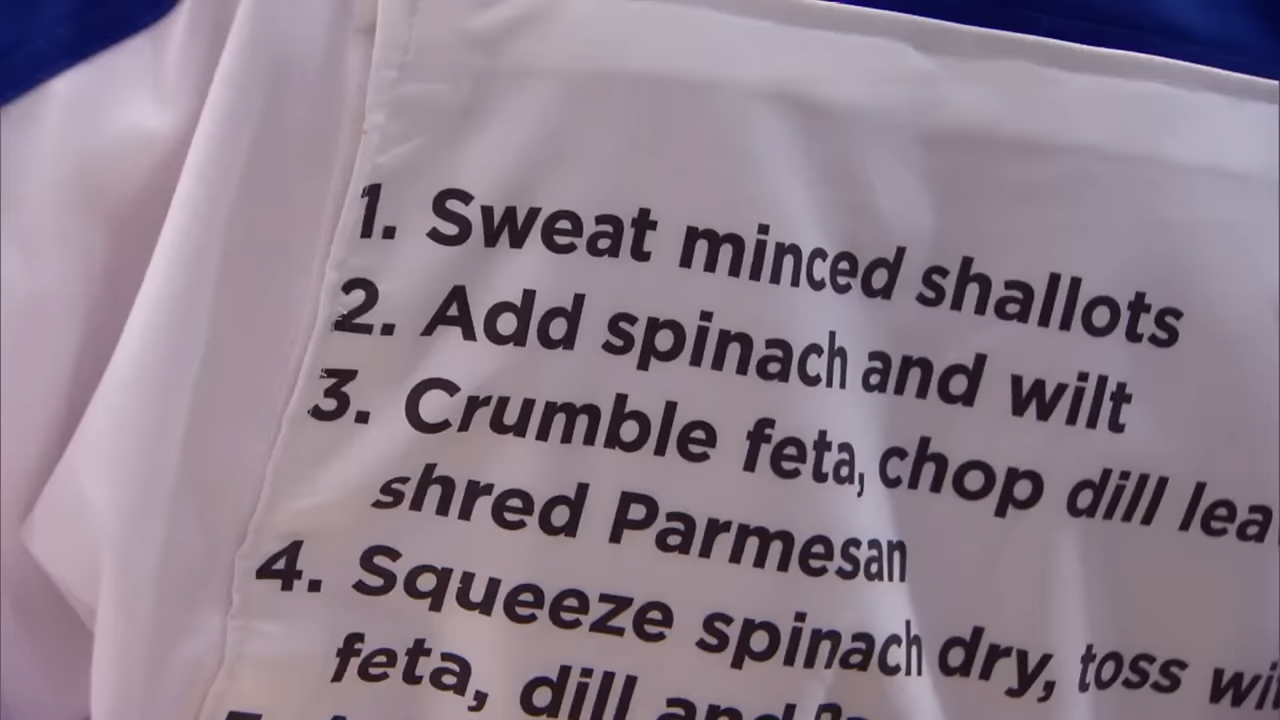 1. Sweat minced shallots
2. Add spinach and wilt
3. Crumble feta, chop dill
shred Parmesan
4. Squeeze spinach dry, toss
feta, dill and